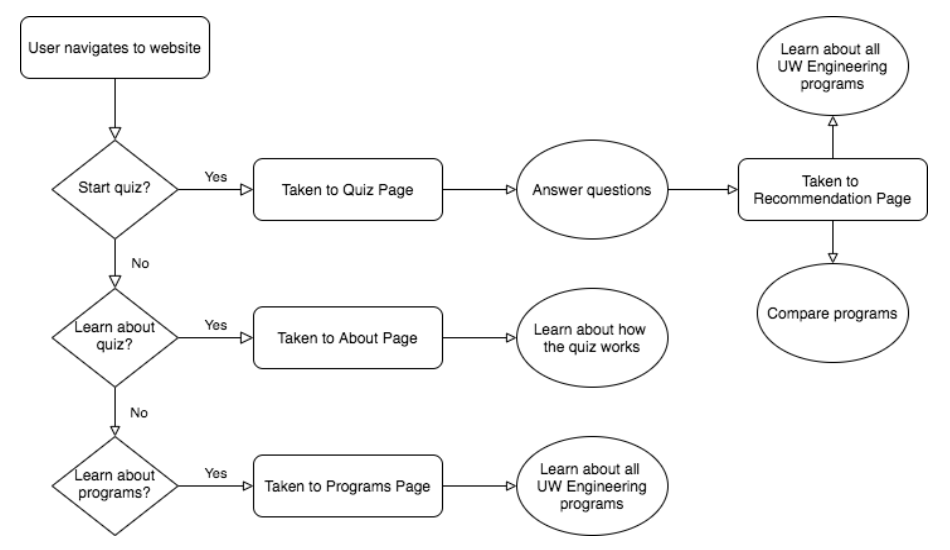 User navigates to website
Learn about all
UW Engineering
programs
Start quiz?
Yes
Taken to Quiz Page
Answer questions
Taken to
Recommendation Page
No
Compare programs
Learn about
quiz?
Yes
Taken to About Page
Learn about how
the quiz works
No
Learn about
programs?
Yes
Taken to Programs Page
Learn about all
UW Engineering
programs